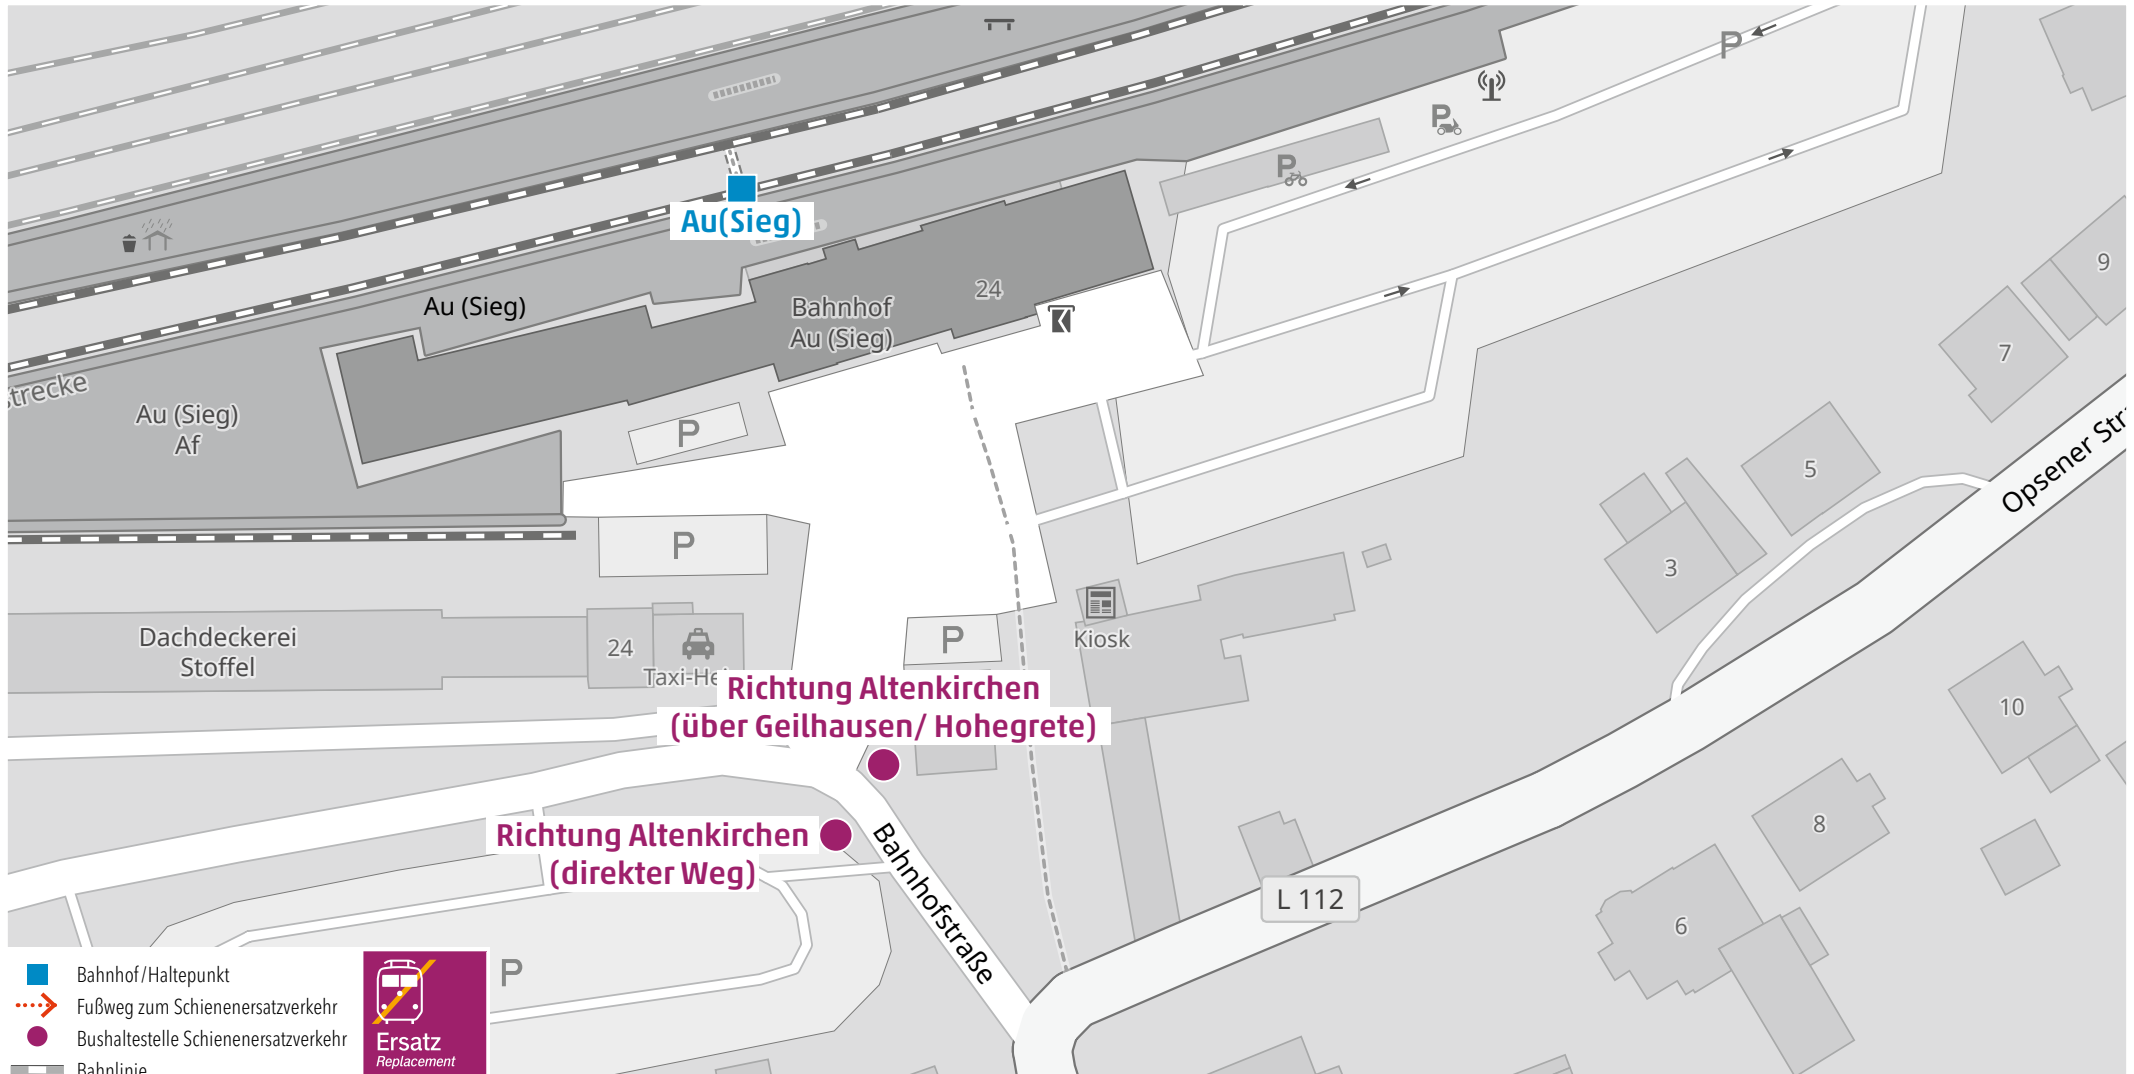 P
P
P
Au(Sieg)
9
24
Au (Sieg)
Bahnhof
Au (Sieg)
7
strecke
Au (Sieg)
Af
P
5
Opsener Str
P
3
Dachdeckerei
Stoffel
24
P
Kiosk
Taxi-He
Richtung Altenkirchen
(über Geilhausen/ Hohegrete)
10
Richtung Altenkirchen
(direkter Weg)
Bahnhofstraße
8
L 112
6
P
Bahnhof/Haltepunkt
Fußweg zum Schienenersatzverkehr
Bushaltestelle Schienenersatzverkehr
Bahnlinie
Ersatz
Replacement